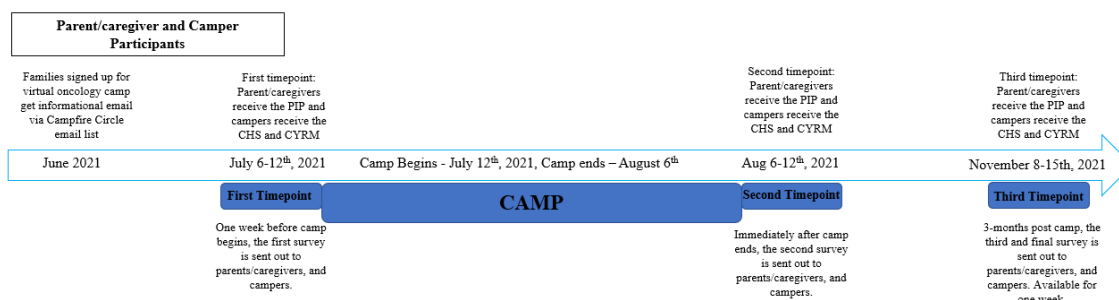 Parent/caregiver and Camper
Participants
Families signed up for
virtual oncology camp
get informational email
via Campfire Circle
email list
First timepoint:
Parent/caregivers
receive the PIP and
campers receive the
CHS and CYRM
Second timepoint:
Parent/caregivers
receive the PIP and
campers receive the
CHS and CYRM
Third timepoint:
Parent/caregivers
receive the PIP and
campers receive the
CHS and CYRM
June 2021
July 6-12th, 2021
Camp Begins - July 12th, 2021, Camp ends – August 6th
Aug 6-12th, 2021
November 8-15th, 2021
First Timepoint
CAMP
Second Timepoint
Third Timepoint
One week before camp
begins, the first survey
is sent out to
parents/caregivers, and
campers.
Immediately after camp
ends, the second survey
is sent out to
parents/caregivers, and
campers.
3-months post camp, the
third and final survey is
sent out to
parents/caregivers, and
campers. Available for
one week